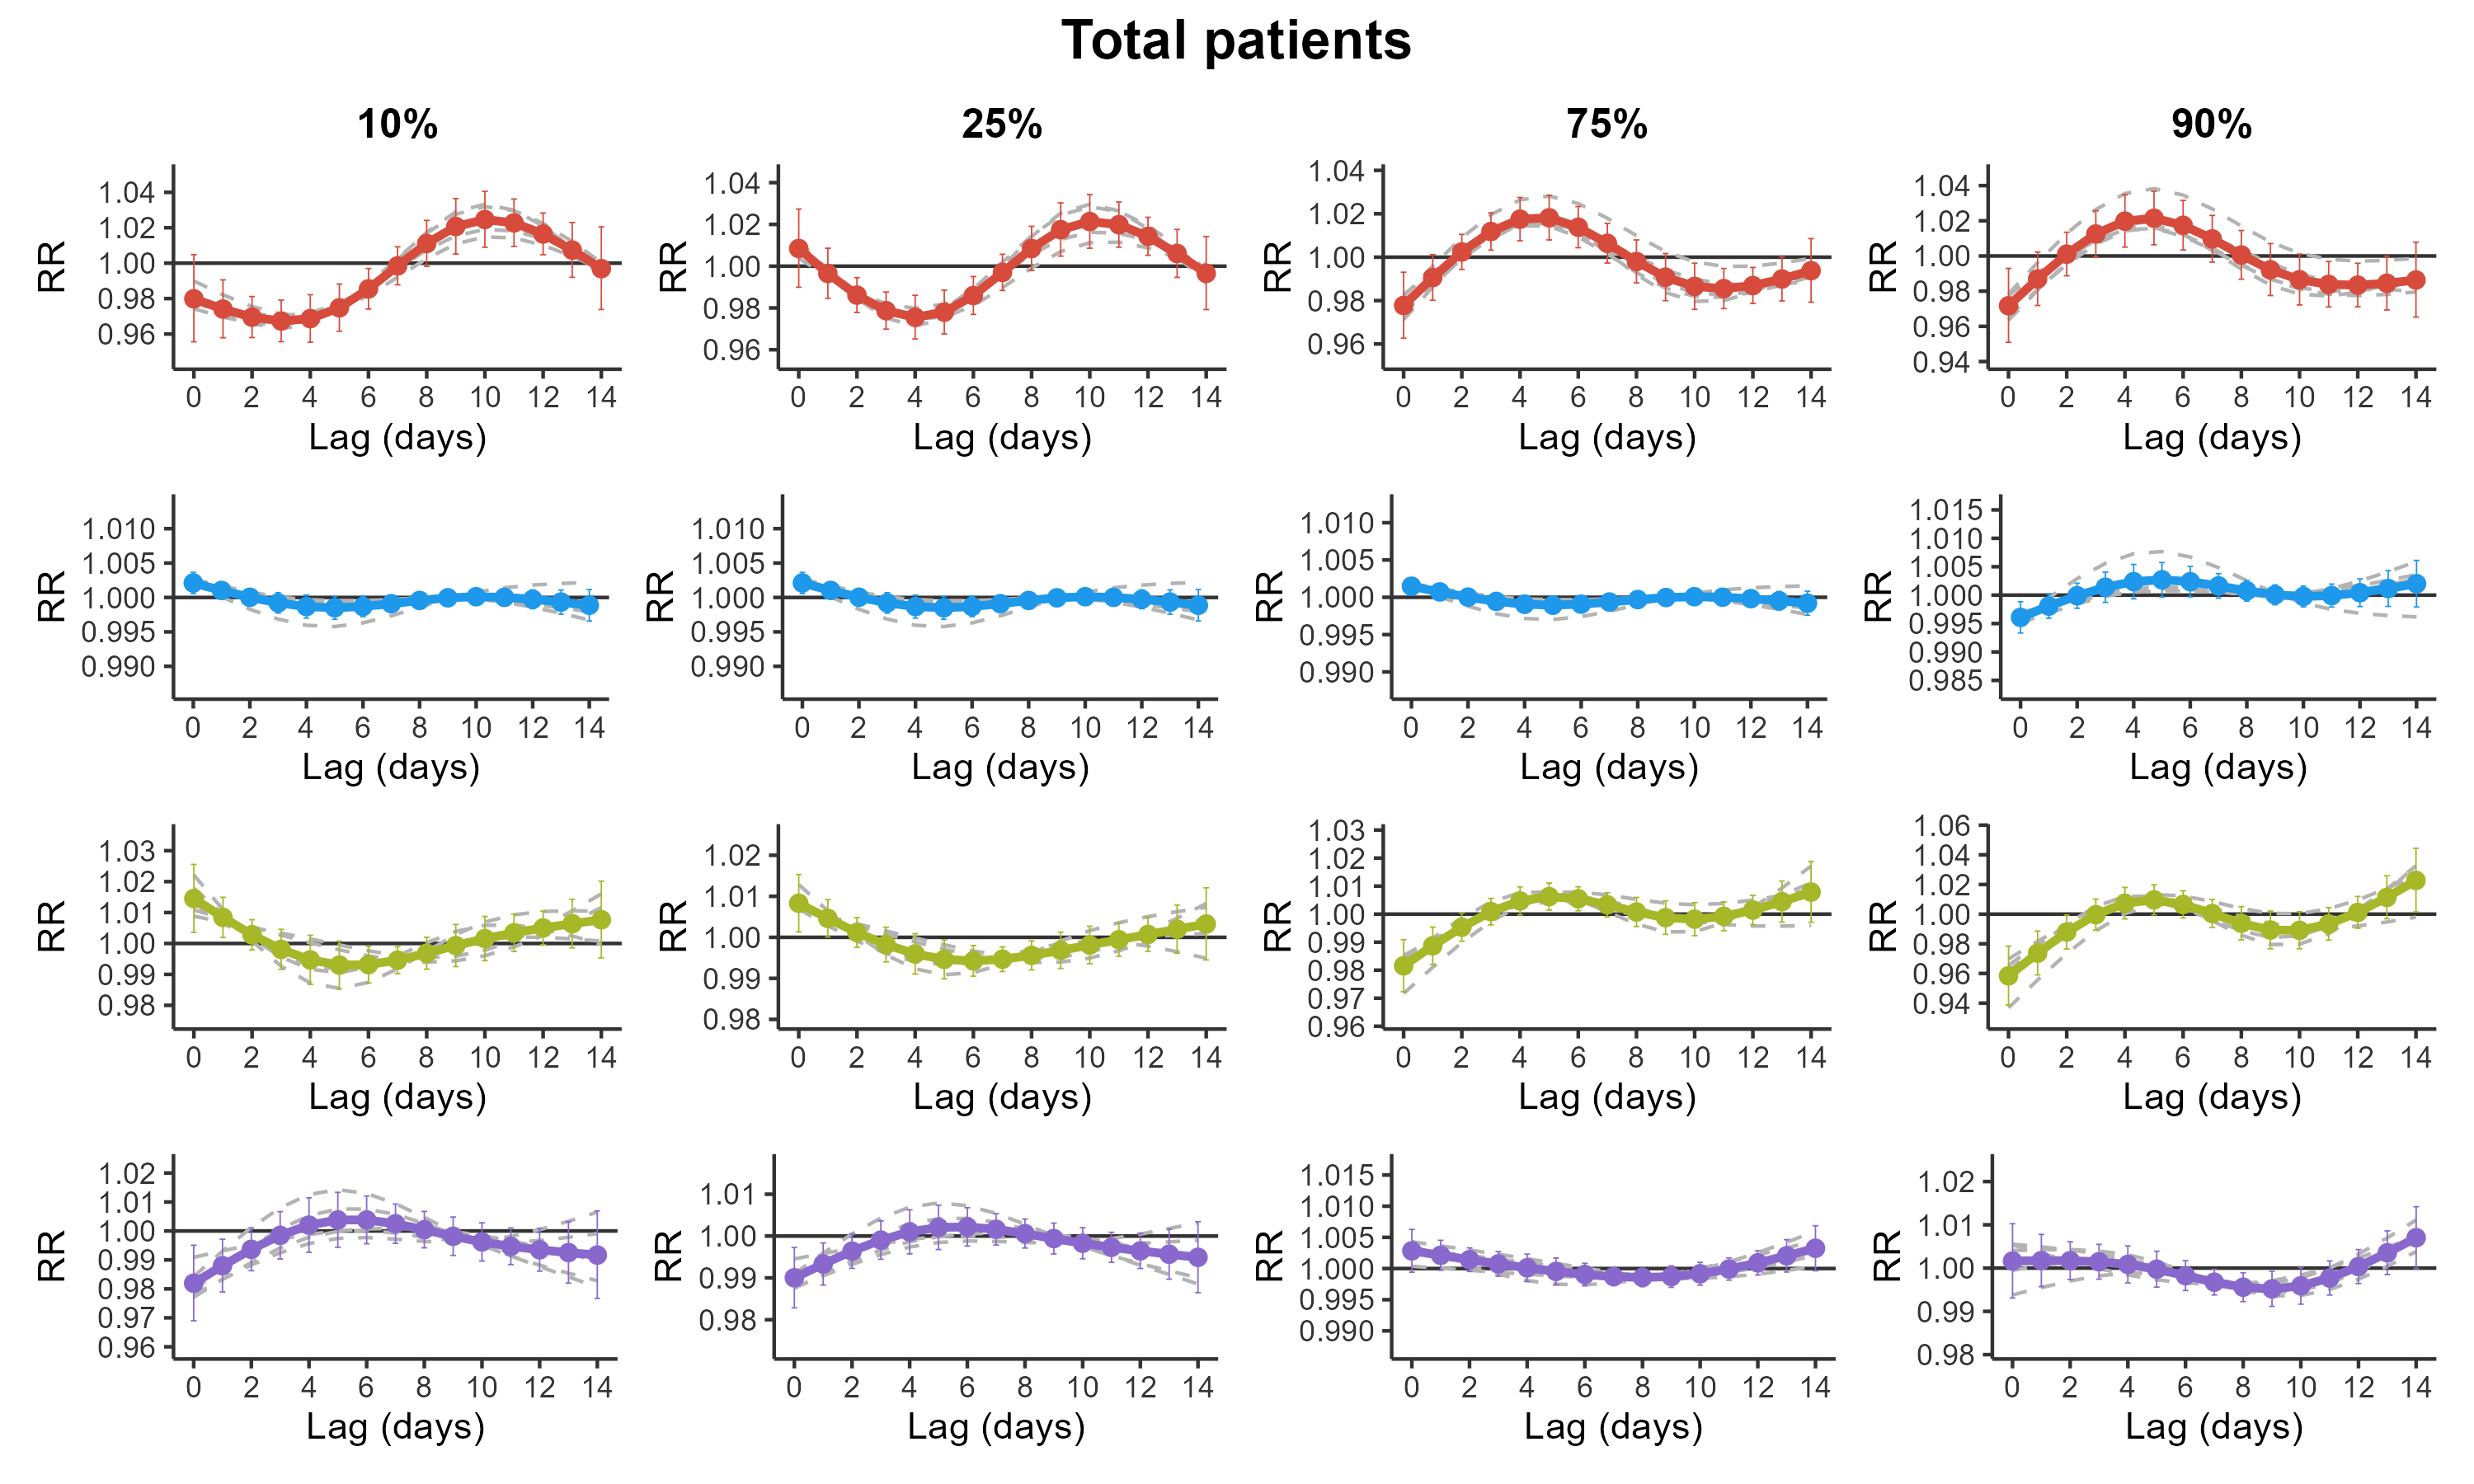 Total patients
10% 25% 75% 90%
RR 1.04 1.02 1.00 0.98 0.96
0 2 4 6 8 10 12 14
Lag (days)
RR 1.04 1.02 1.00 0.98 0.96
0 2 4 6 8 10 12 14
Lag (days)
RR 1.04 1.02 1.00 0.98 0.96
0 2 4 6 8 10 12 14
Lag (days)
RR 1.04 1.02 1.00 0.98 0.96 0.94
0 2 4 6 8 10 12 14
Lag (days)
RR 1.010 1.005 1.000 0.995 0.990
0 2 4 6 8 10 12 14
Lag (days)
RR 1.010 1.005 1.000 0.995 0.990
0 2 4 6 8 10 12 14
Lag (days)
RR 1.010 1.005 1.000 0.995 0.990
0 2 4 6 8 10 12 14
Lag (days)
RR 1.015 1.010 1.005 1.000 0.995 0.990 0.985
0 2 4 6 8 10 12 14
Lag (days)
RR 1.03 1.02 1.01 1.00 0.99 0.98
0 2 4 6 8 10 12 14
Lag (days)
RR 1.02 1.01 1.00 0.99 0.98
0 2 4 6 8 10 12 14
Lag (days)
RR 1.03 1.02 1.01 1.00 0.99 0.98 0.97 0.96
0 2 4 6 8 10 12 14
Lag (days)
RR 1.06 1.04 1.02 1.00 0.98 0.96 0.94
0 2 4 6 8 10 12 14
Lag (days)
RR 1.02 1.01 1.00 0.99 0.98 0.97 0.96
0 2 4 6 8 10 12 14
Lag (days)
RR 1.01 1.00 0.99 0.98
0 2 4 6 8 10 12 14
Lag (days)
RR 1.015 1.010 1.005 1.000 0.995 0.990
0 2 4 6 8 10 12 14
Lag (days)
RR 1.02 1.01 1.00 0.99 0.98
0 2 4 6 8 10 12 14
Lag (days)